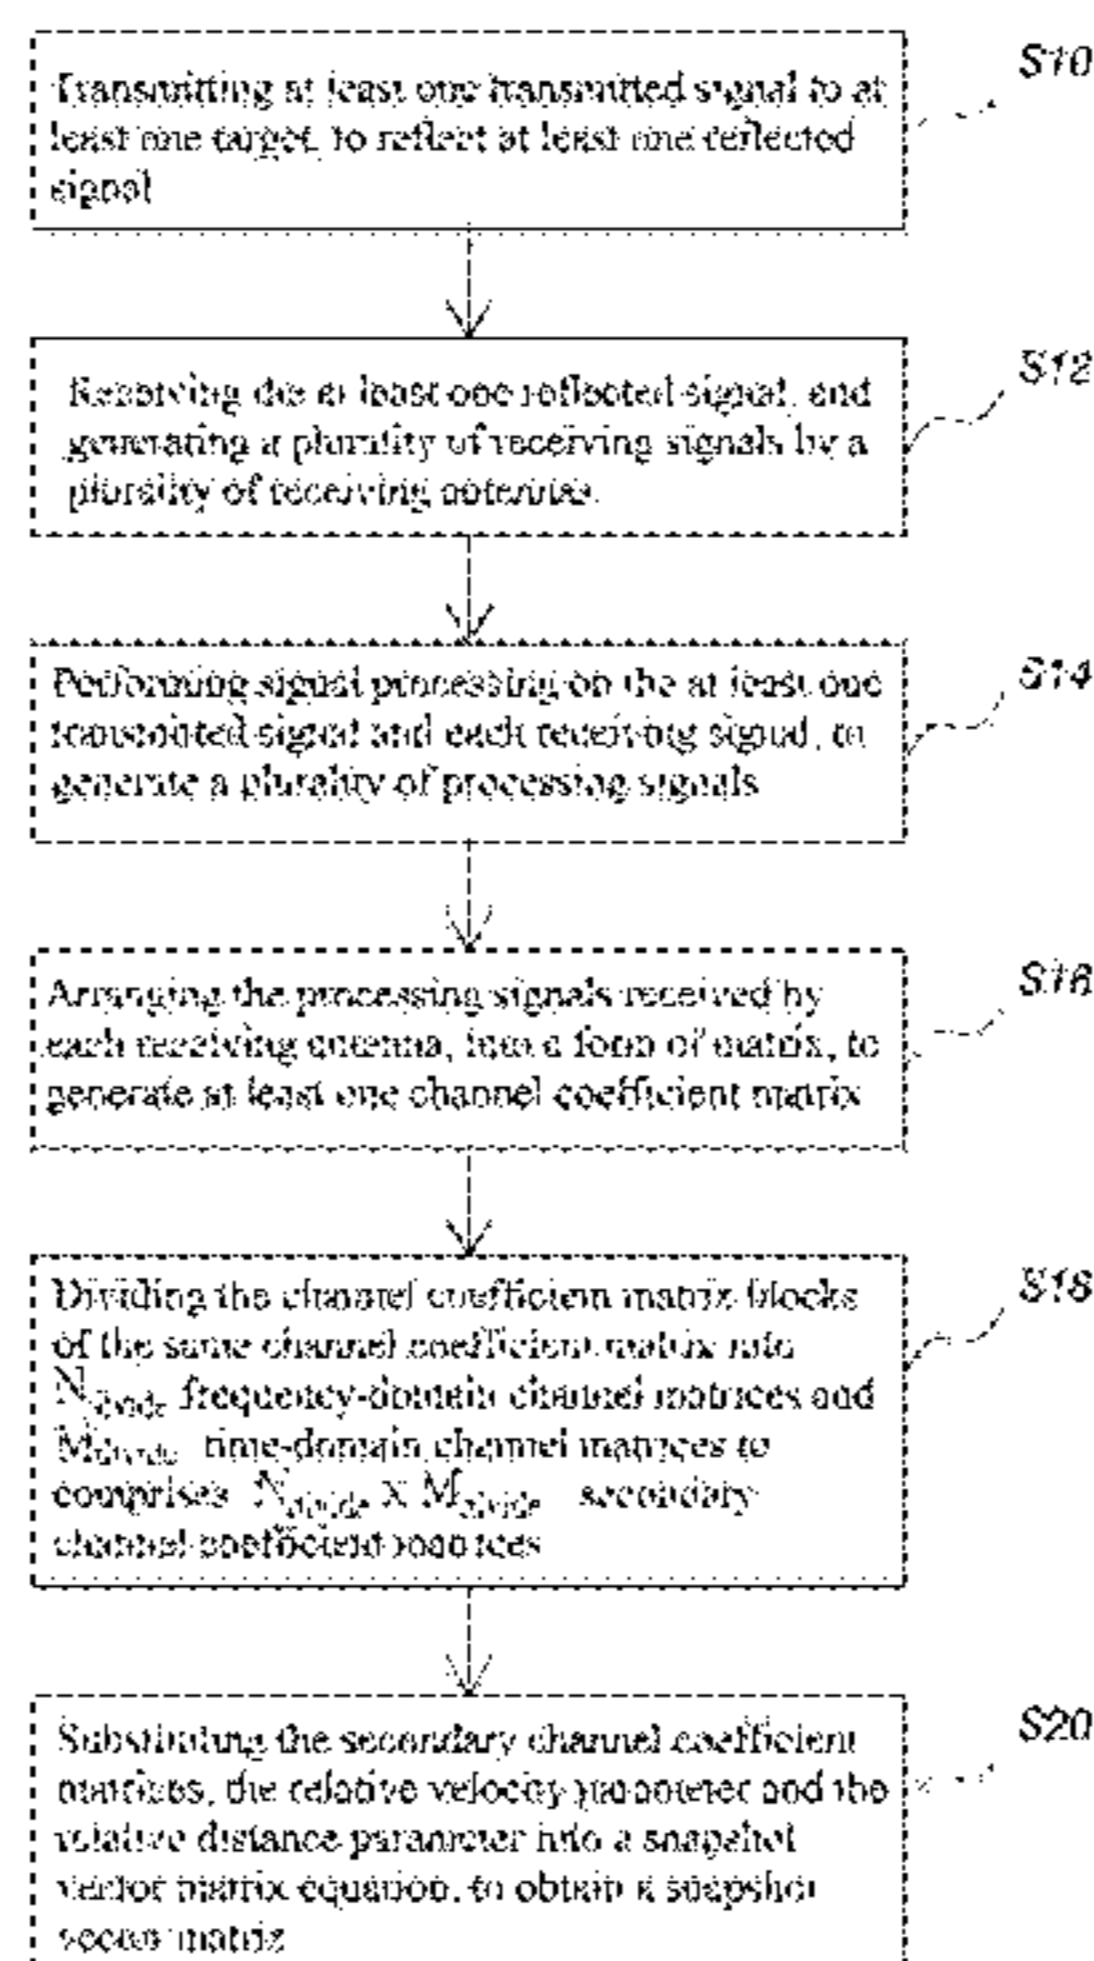 Transmitting at least one transmitted signal to at
least one target, to reflect at least one reflected
signal
S10
Receiving the at least one reflected signal, and
generating a plurality of receiving signals by a
plurality of receiving antennas.
S12
Performing signal processing on the at least one
transmitted signal and each receiving signal, to
generate a plurality of processing signals
S14
Arranging the processing signals received by
each receiving antenna, into a form of matrix, to
generate at least one channel coefficient matrix
S16
Dividing the channel coefficient matrix blocks
of the same channel coefficient matrix into
N_divide frequency-domain channel matrices and
M_divide time-domain channel matrices to
comprises N_divide x M_divide secondary
channel coefficient matrices
S18
Substituting the secondary channel coefficient
matrixes, the relative velocity parameter and the
relative distance parameter into a snapshot
vector matrix equation, to obtain a snapshot
vector matrix
S20